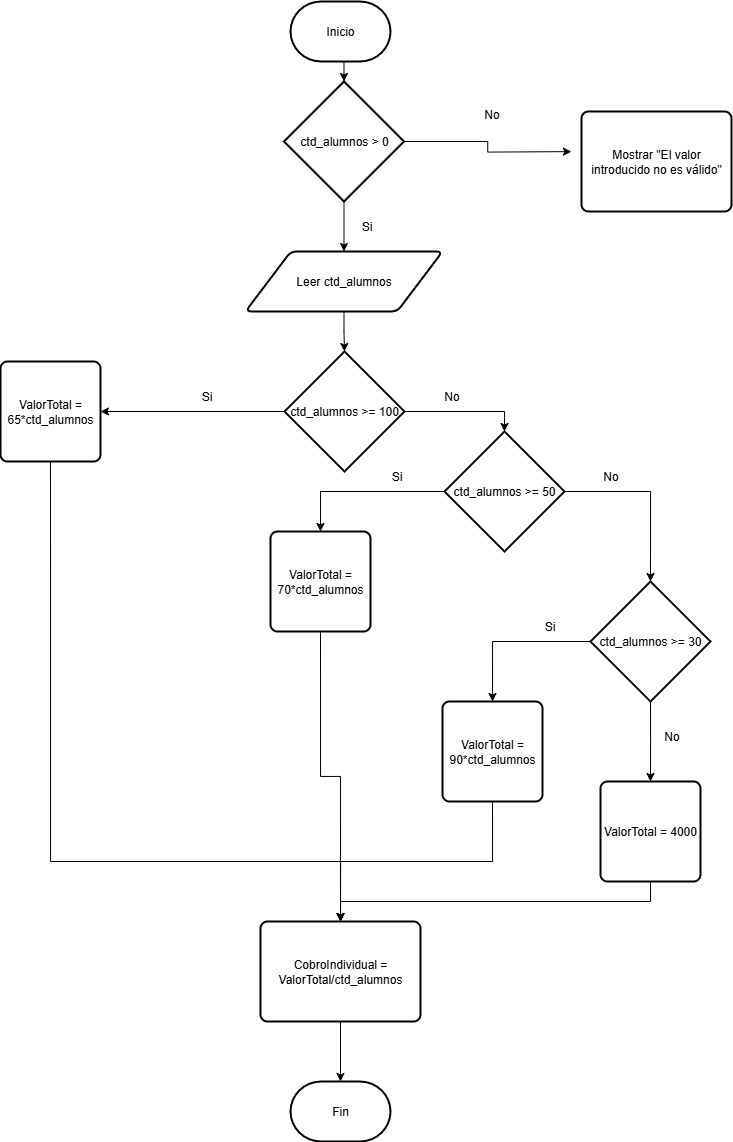 Inicio
ctd_alumnos > 0
No
Mostrar "El valor
introducido no es válido"
Si
Leer ctd_alumnos
ctd_alumnos >= 100
Si
No
ValorTotal =
65*ctd_alumnos
ctd_alumnos >= 50
Si
No
ValorTotal =
70*ctd_alumnos
ctd_alumnos >= 30
Si
No
ValorTotal =
90*ctd_alumnos
ValorTotal = 4000
CobroIndividual =
ValorTotal/ctd_alumnos
Fin